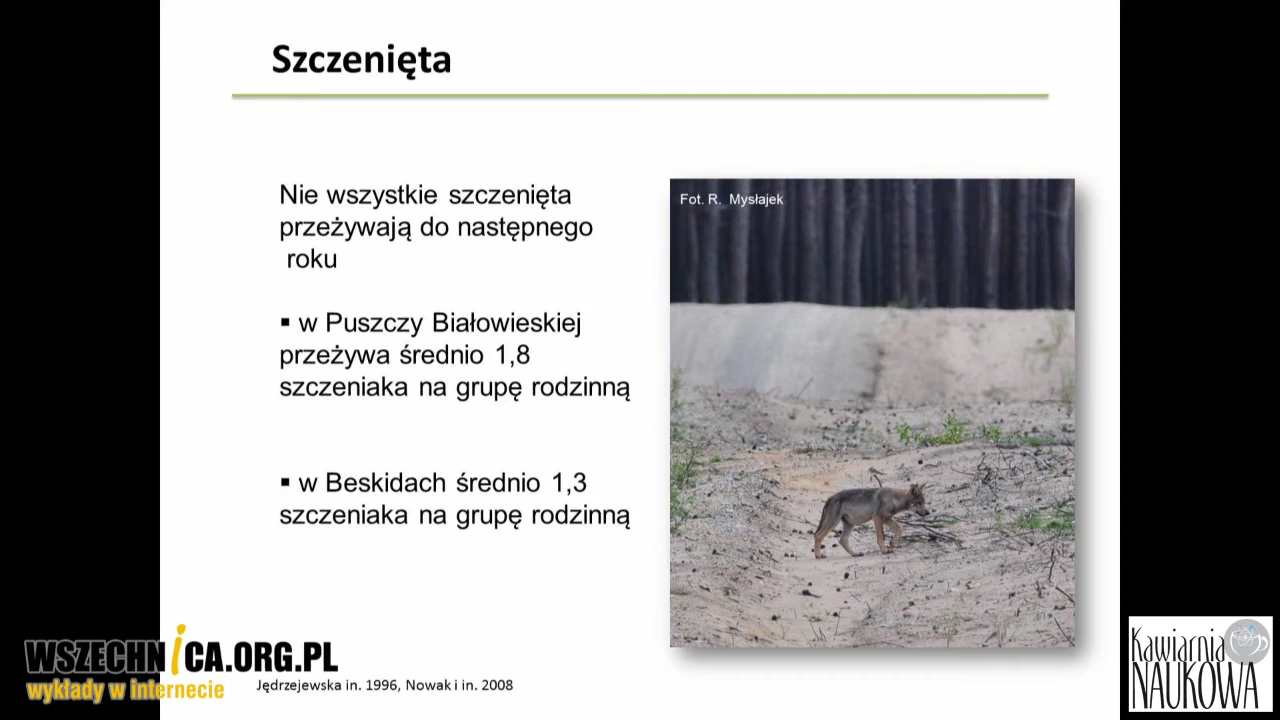 Szczenięta
Nie wszystkie szczenięta
przeżywają do następnego
roku
▪ w Puszczy Białowieskiej
przeżywa średnio 1,8
szczeniaka na grupę rodzinną
▪ w Beskidach średnio 1,3
szczeniaka na grupę rodzinną
Fot. R. Mysłajek
WSZECHNiCA.ORG.PL
wykłady w internecie
Jędrzejewska in. 1996, Nowak i in. 2008
Kawiarnia
NAUKOWA